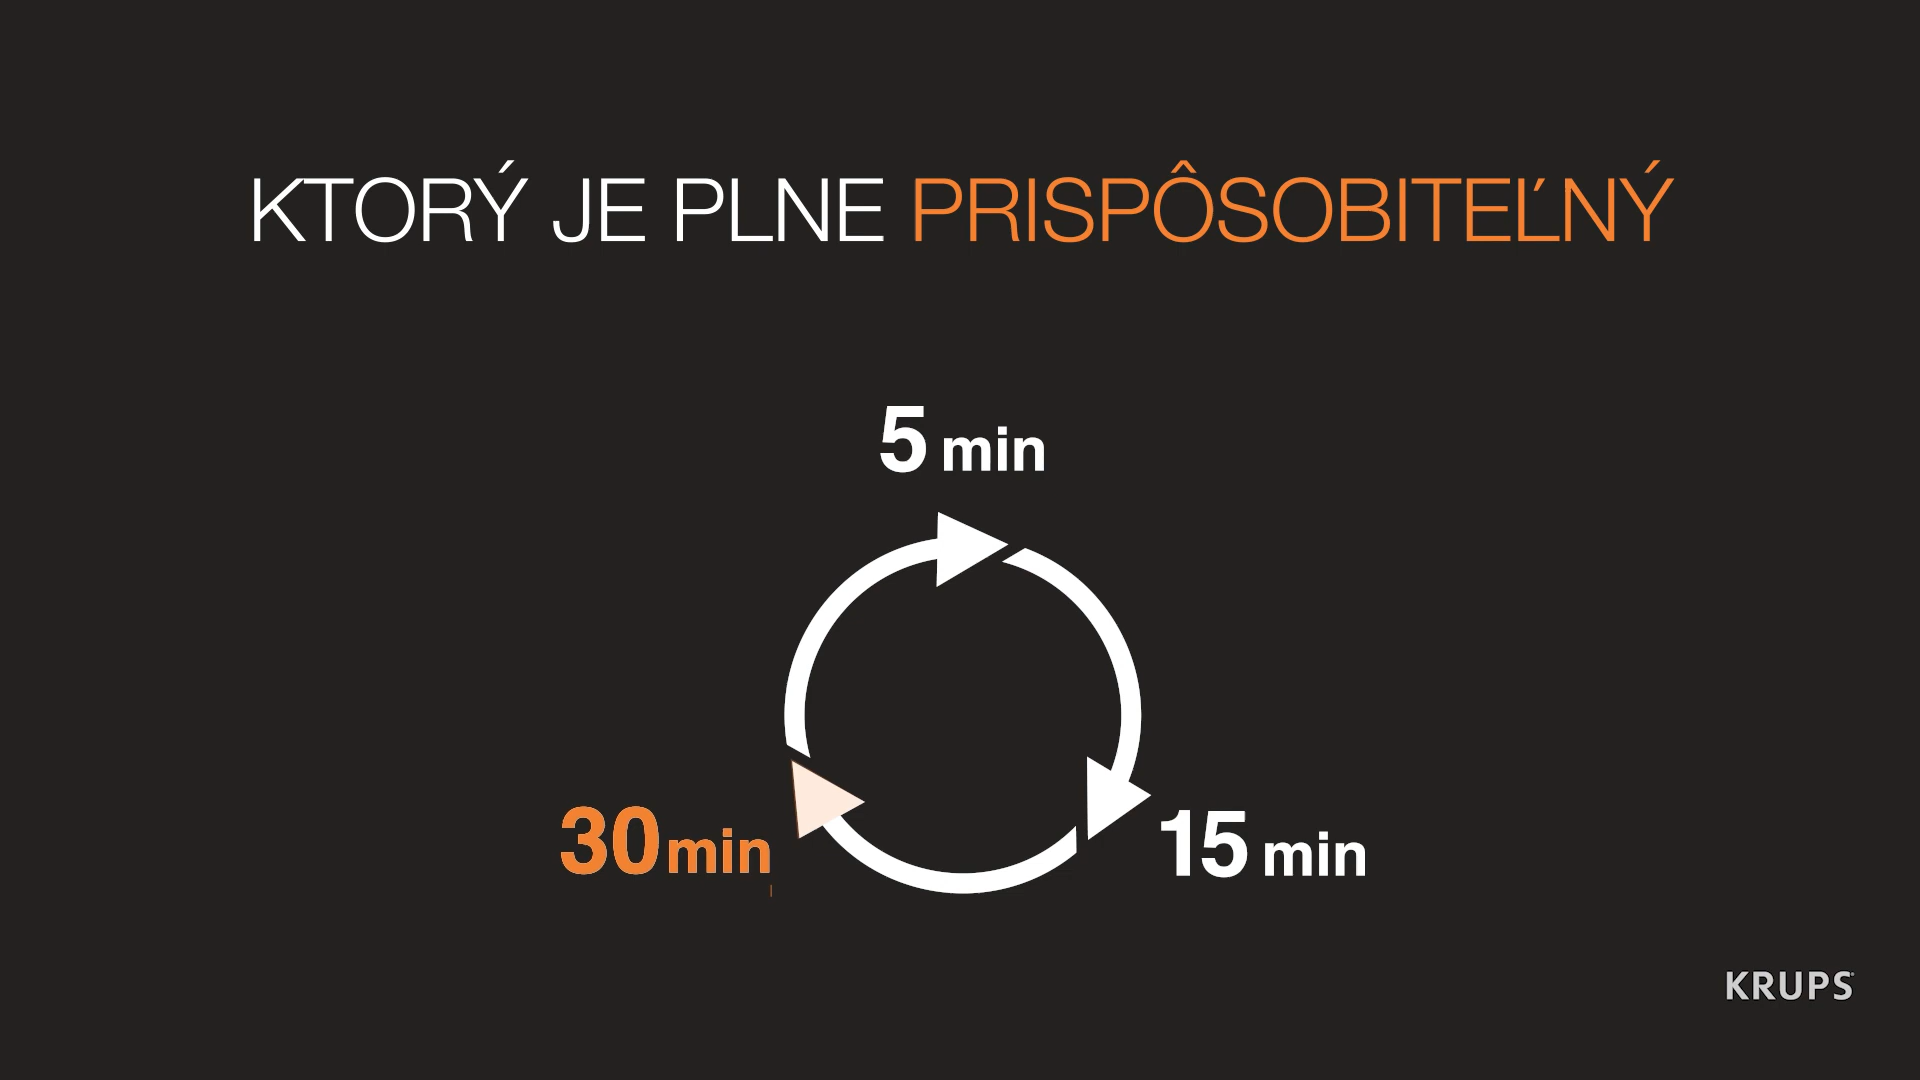 KTORÝ JE PLNE PRISPÔSOBITEĽNÝ
5 min
30 min
15 min
KRUPS